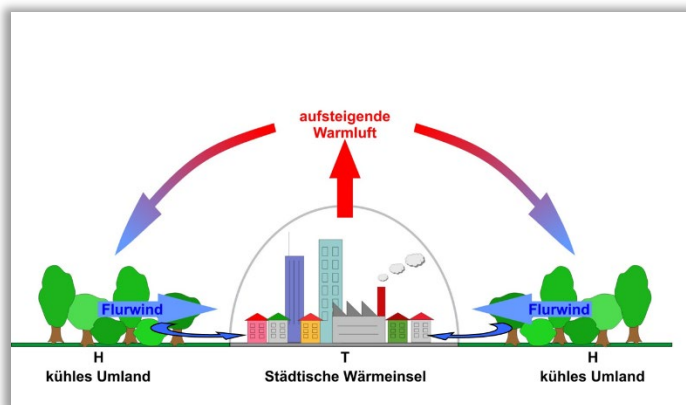 aufsteigende
Warmluft
Flurwind
Flurwind
H
T
H
kühles Umland
Städtische Wärmeinsel
kühles Umland